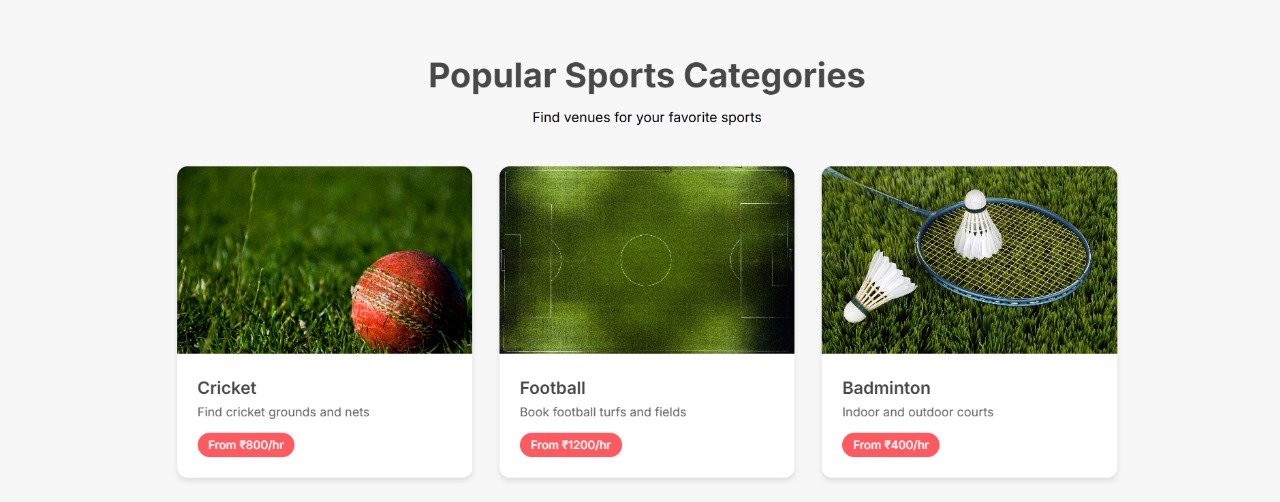 Popular Sports Categories
Find venues for your favorite sports
Cricket
Find cricket grounds and nets
From ₹800/hr
Football
Book football turfs and fields
From ₹1200/hr
Badminton
Indoor and outdoor courts
From ₹400/hr